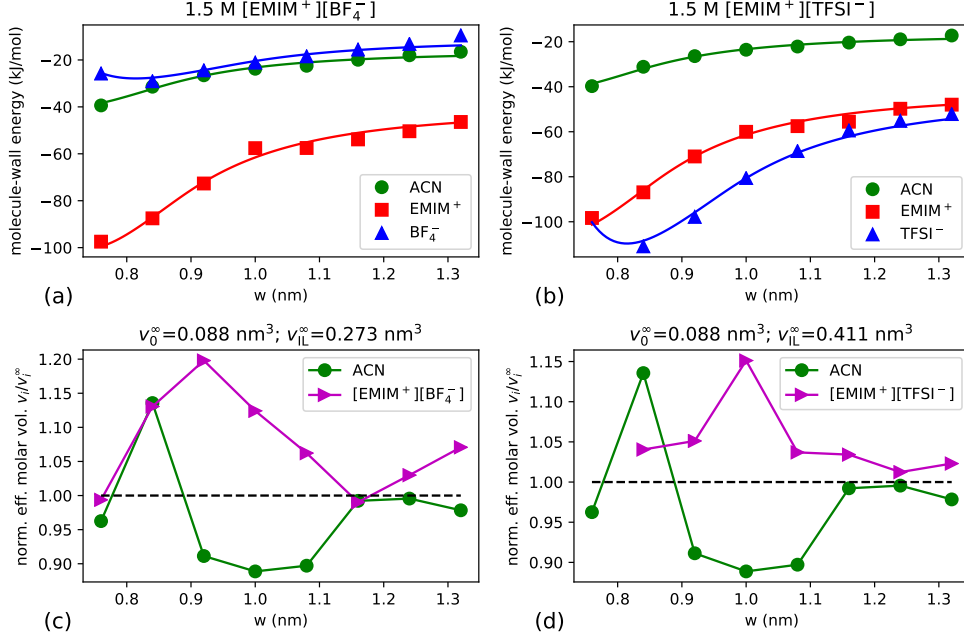 1.5 M [EMIM⁺][BF₄⁻]
molecule-wall energy (kJ/mol)
−20
−40
−60
−80
−100
ACN
EMIM⁺
BF₄⁻
0.8 0.9 1.0 1.1 1.2 1.3
w (nm)
(a)
1.5 M [EMIM⁺][TFSI⁻]
molecule-wall energy (kJ/mol)
−20
−40
−60
−80
−100
ACN
EMIM⁺
TFSI⁻
0.8 0.9 1.0 1.1 1.2 1.3
w (nm)
(b)
v₀^∞=0.088 nm³; v_IL^∞=0.273 nm³
norm. eff. molar vol. vᵢ/vᵢ^∞
1.20
1.15
1.10
1.05
1.00
0.95
0.90
ACN
[EMIM⁺][BF₄⁻]
0.8 0.9 1.0 1.1 1.2 1.3
w (nm)
(c)
v₀^∞=0.088 nm³; v_IL^∞=0.411 nm³
norm. eff. molar vol. vᵢ/vᵢ^∞
1.15
1.10
1.05
1.00
0.95
0.90
ACN
[EMIM⁺][TFSI⁻]
0.8 0.9 1.0 1.1 1.2 1.3
w (nm)
(d)